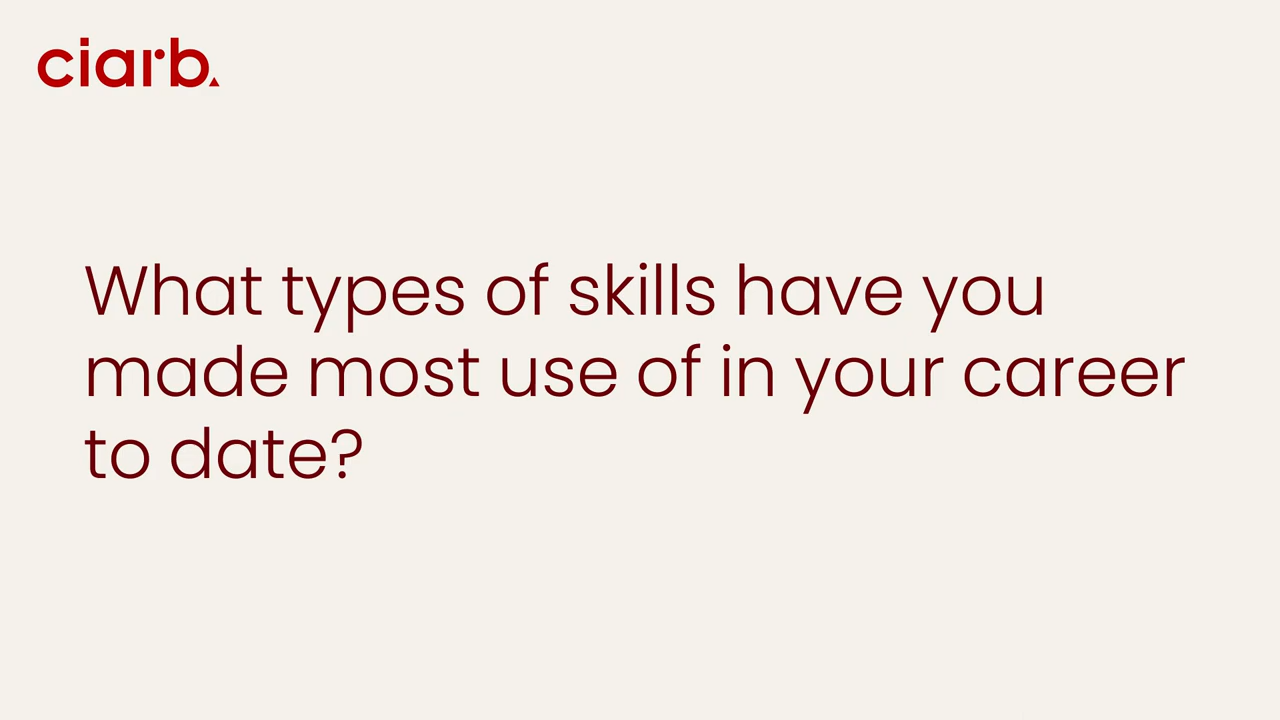 ciarb.
What types of skills have you
made most use of in your career
to date?